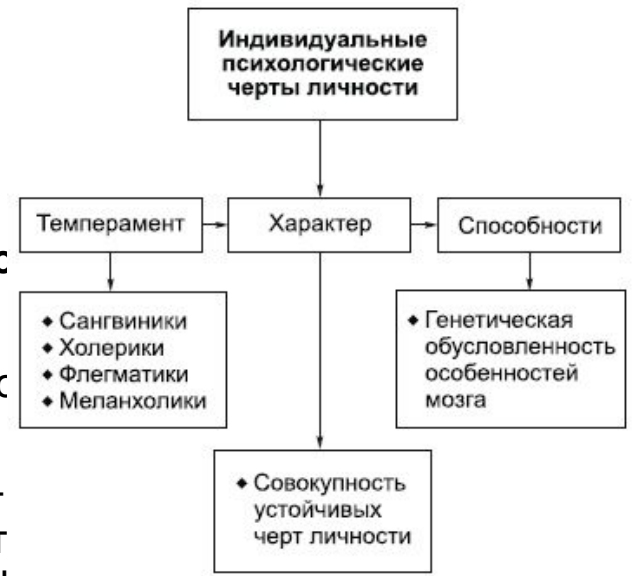 Индивидуальные
психологические
черты личности
Темперамент
Характер
Способности
◆ Сангвиники
◆ Холерики
◆ Флегматики
◆ Меланхолики
◆ Генетическая
обусловленность
особенностей
мозга
◆ Совокупность
устойчивых
черт личности